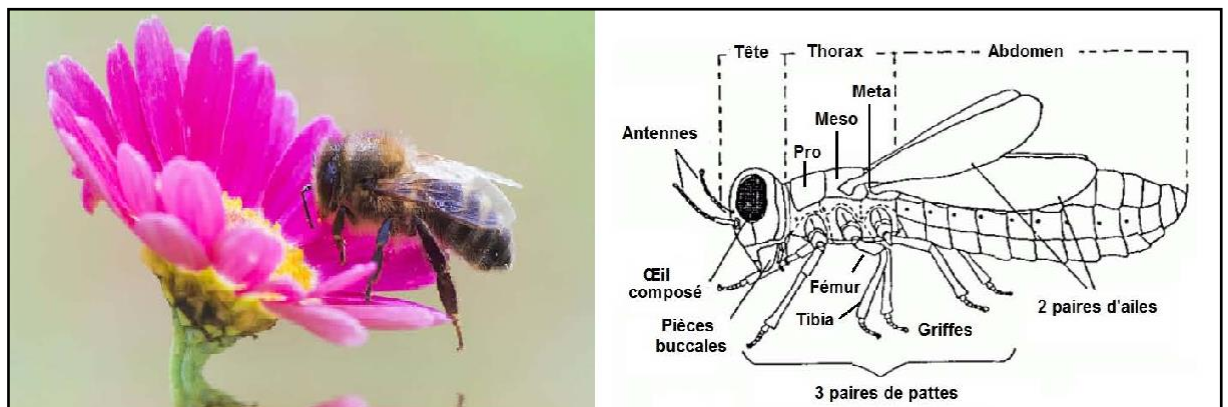 Tête
Thorax
Abdomen
Meta
Meso
Antennes
Pro
Œil
composé
Fémur
2 paires d'ailes
Tibia
Pièces
buccales
Griffes
3 paires de pattes